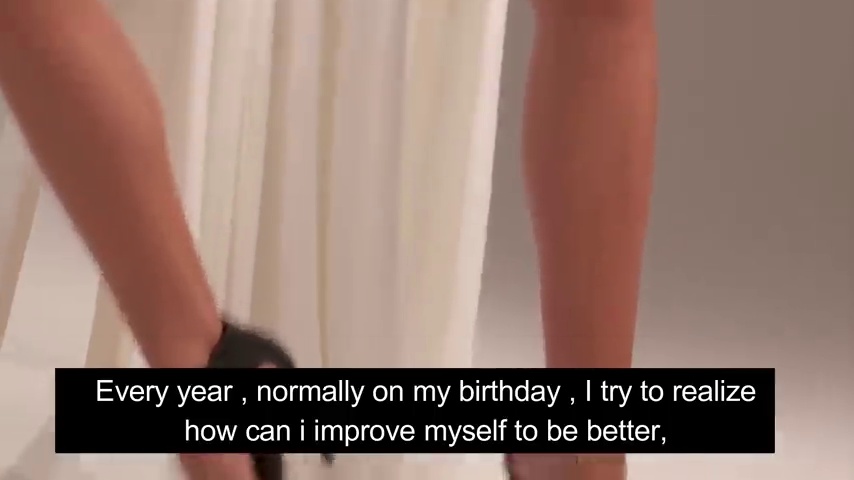 Every year , normally on my birthday , I try to realize
how can i improve myself to be better,